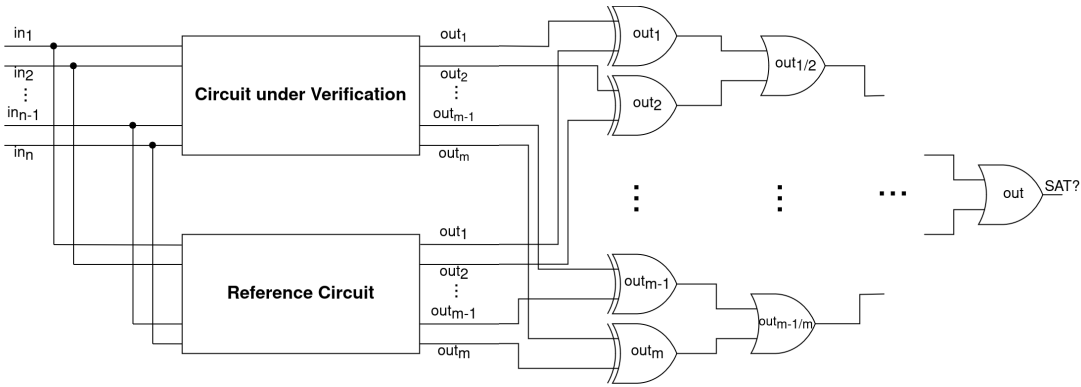 in1
in2
⋮
inn-1
inn
Circuit under Verification
out1
out2
⋮
outm-1
outm
Reference Circuit
out1
out2
⋮
outm-1
outm
out1
out2
⋮
outm-1
outm
out1/2
⋮
outm-1/m
...
out
SAT?